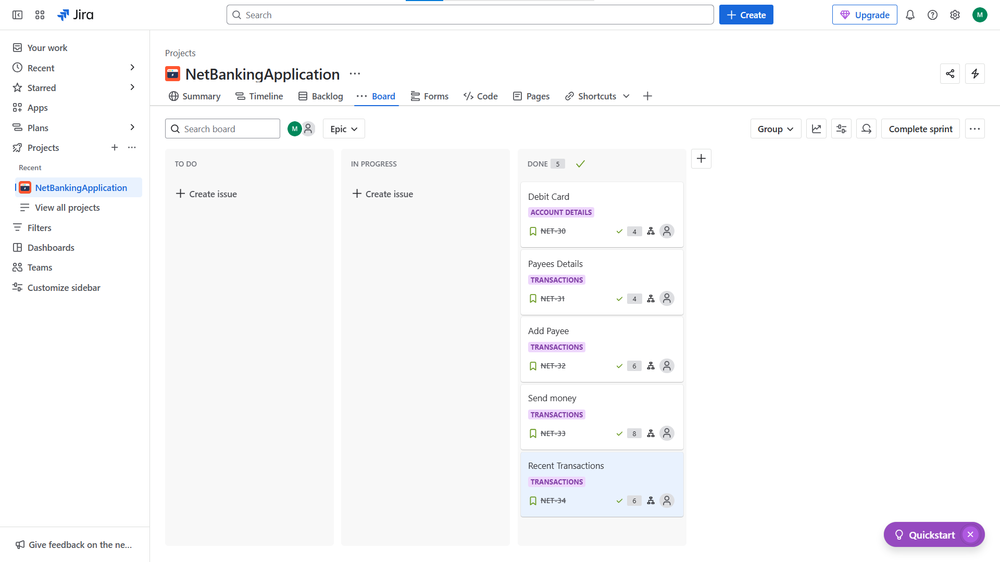 Jira
Search
Create
Upgrade
M
Your work
Recent
Starred
Apps
Plans
Projects
Recent
NetBankingApplication
View all projects
Filters
Dashboards
Teams
Customize sidebar
Give feedback on the ne...
Projects
NetBankingApplication
Summary
Timeline
Backlog
Board
Forms
Code
Pages
Shortcuts
Search board
M
Epic
Group
Complete sprint
TO DO
Create issue
IN PROGRESS
Create issue
DONE 5
Debit Card
ACCOUNT DETAILS
NET-30 4
Payees Details
TRANSACTIONS
NET-31 4
Add Payee
TRANSACTIONS
NET-32 6
Send money
TRANSACTIONS
NET-33 8
Recent Transactions
TRANSACTIONS
NET-34 6
Quickstart